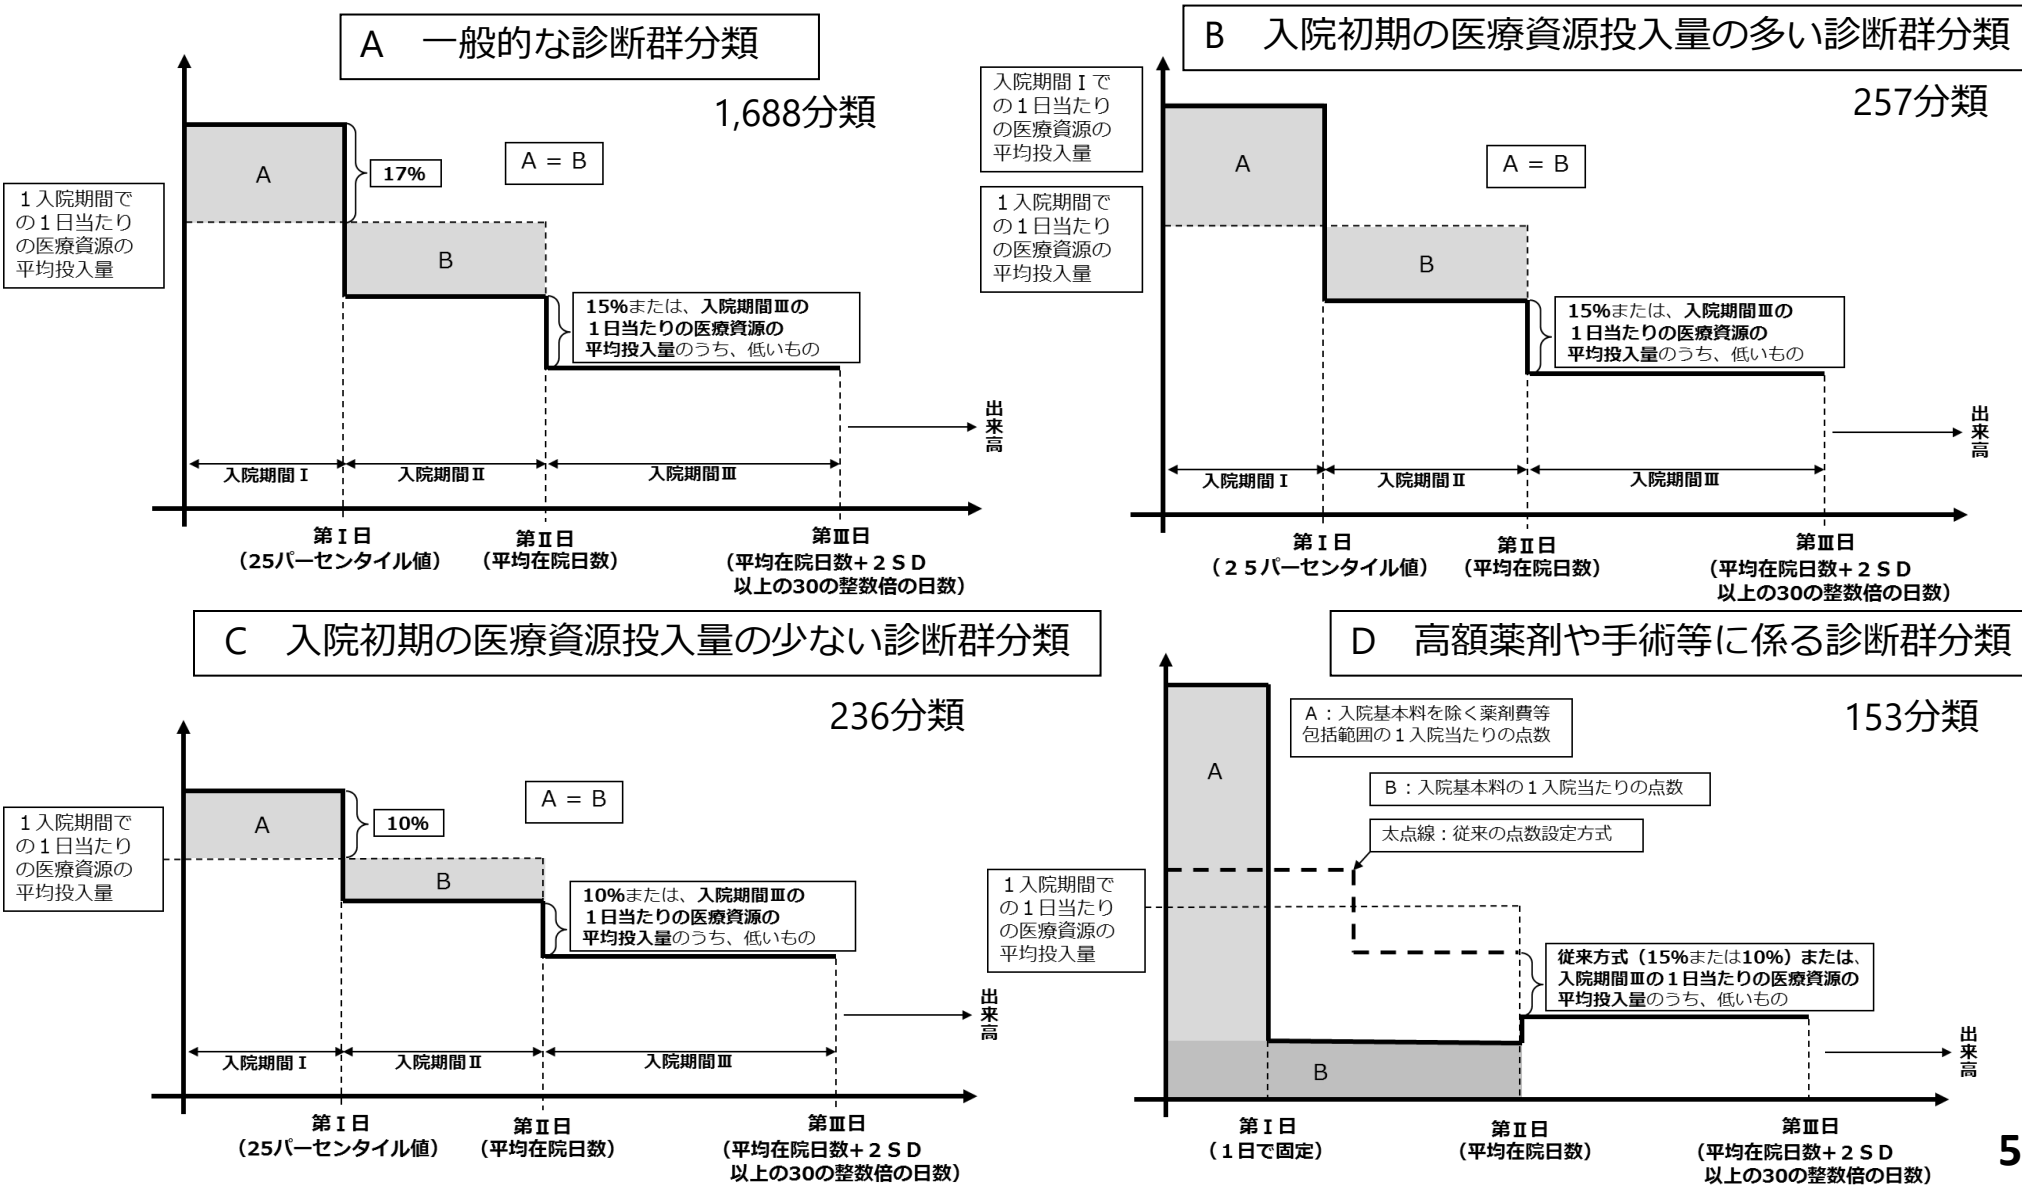 A　一般的な診断群分類
1,688分類
１入院期間で
の１日当たり
の医療資源の
平均投入量
A
17%
A = B
B
15%または、入院期間Ⅲの
１日当たりの医療資源の
平均投入量のうち、低いもの
出来高
入院期間Ⅰ
入院期間Ⅱ
入院期間Ⅲ
第Ⅰ日
（25パーセンタイル値）
第Ⅱ日
（平均在院日数）
第Ⅲ日
（平均在院日数+２ＳＤ
以上の30の整数倍の日数）
B　入院初期の医療資源投入量の多い診断群分類
257分類
入院期間Ⅰで
の１日当たり
の医療資源の
平均投入量
１入院期間で
の１日当たり
の医療資源の
平均投入量
A
A = B
B
15%または、入院期間Ⅲの
１日当たりの医療資源の
平均投入量のうち、低いもの
出来高
入院期間Ⅰ
入院期間Ⅱ
入院期間Ⅲ
第Ⅰ日
（２５パーセンタイル値）
第Ⅱ日
（平均在院日数）
第Ⅲ日
（平均在院日数+２ＳＤ
以上の30の整数倍の日数）
C　入院初期の医療資源投入量の少ない診断群分類
236分類
１入院期間で
の１日当たり
の医療資源の
平均投入量
A
10%
A = B
B
10%または、入院期間Ⅲの
１日当たりの医療資源の
平均投入量のうち、低いもの
出来高
入院期間Ⅰ
入院期間Ⅱ
入院期間Ⅲ
第Ⅰ日
（25パーセンタイル値）
第Ⅱ日
（平均在院日数）
第Ⅲ日
（平均在院日数+２ＳＤ
以上の30の整数倍の日数）
D　高額薬剤や手術等に係る診断群分類
153分類
Ａ：入院基本料を除く薬剤費等
包括範囲の１入院当たりの点数
A
Ｂ：入院基本料の１入院当たりの点数
太点線：従来の点数設定方式
１入院期間で
の１日当たり
の医療資源の
平均投入量
従来方式（15%または10%）または、
入院期間Ⅲの１日当たりの医療資源の
平均投入量のうち、低いもの
出来高
B
第Ⅰ日
（１日で固定）
第Ⅱ日
（平均在院日数）
第Ⅲ日
（平均在院日数+２ＳＤ
以上の30の整数倍の日数）
5